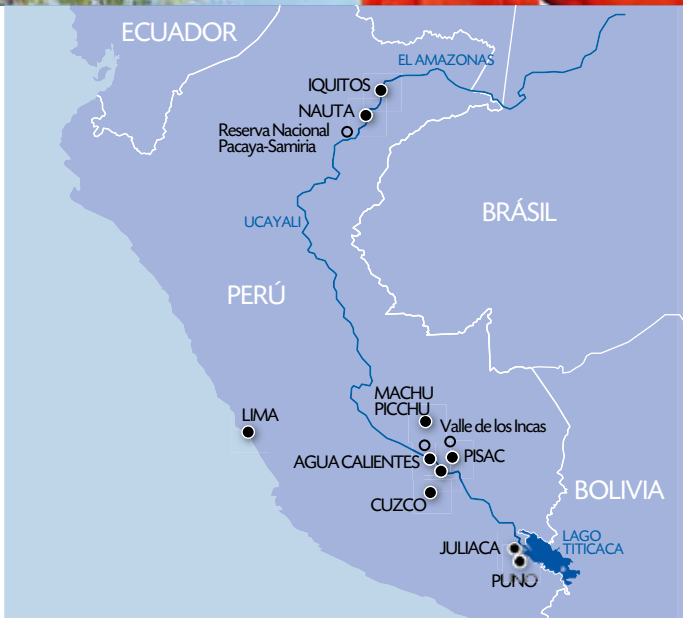 ECUADOR
EL AMAZONAS
IQUITOS
NAUTA
Reserva Nacional
Pacaya-Samiria
UCAYALI
BRÁSIL
PERÚ
MACHU
PICCHU
LIMA
Valle de los Incas
AGUA CALIENTES
PISAC
CUZCO
BOLIVIA
LAGO
TITICACA
JULIACA
PUNO